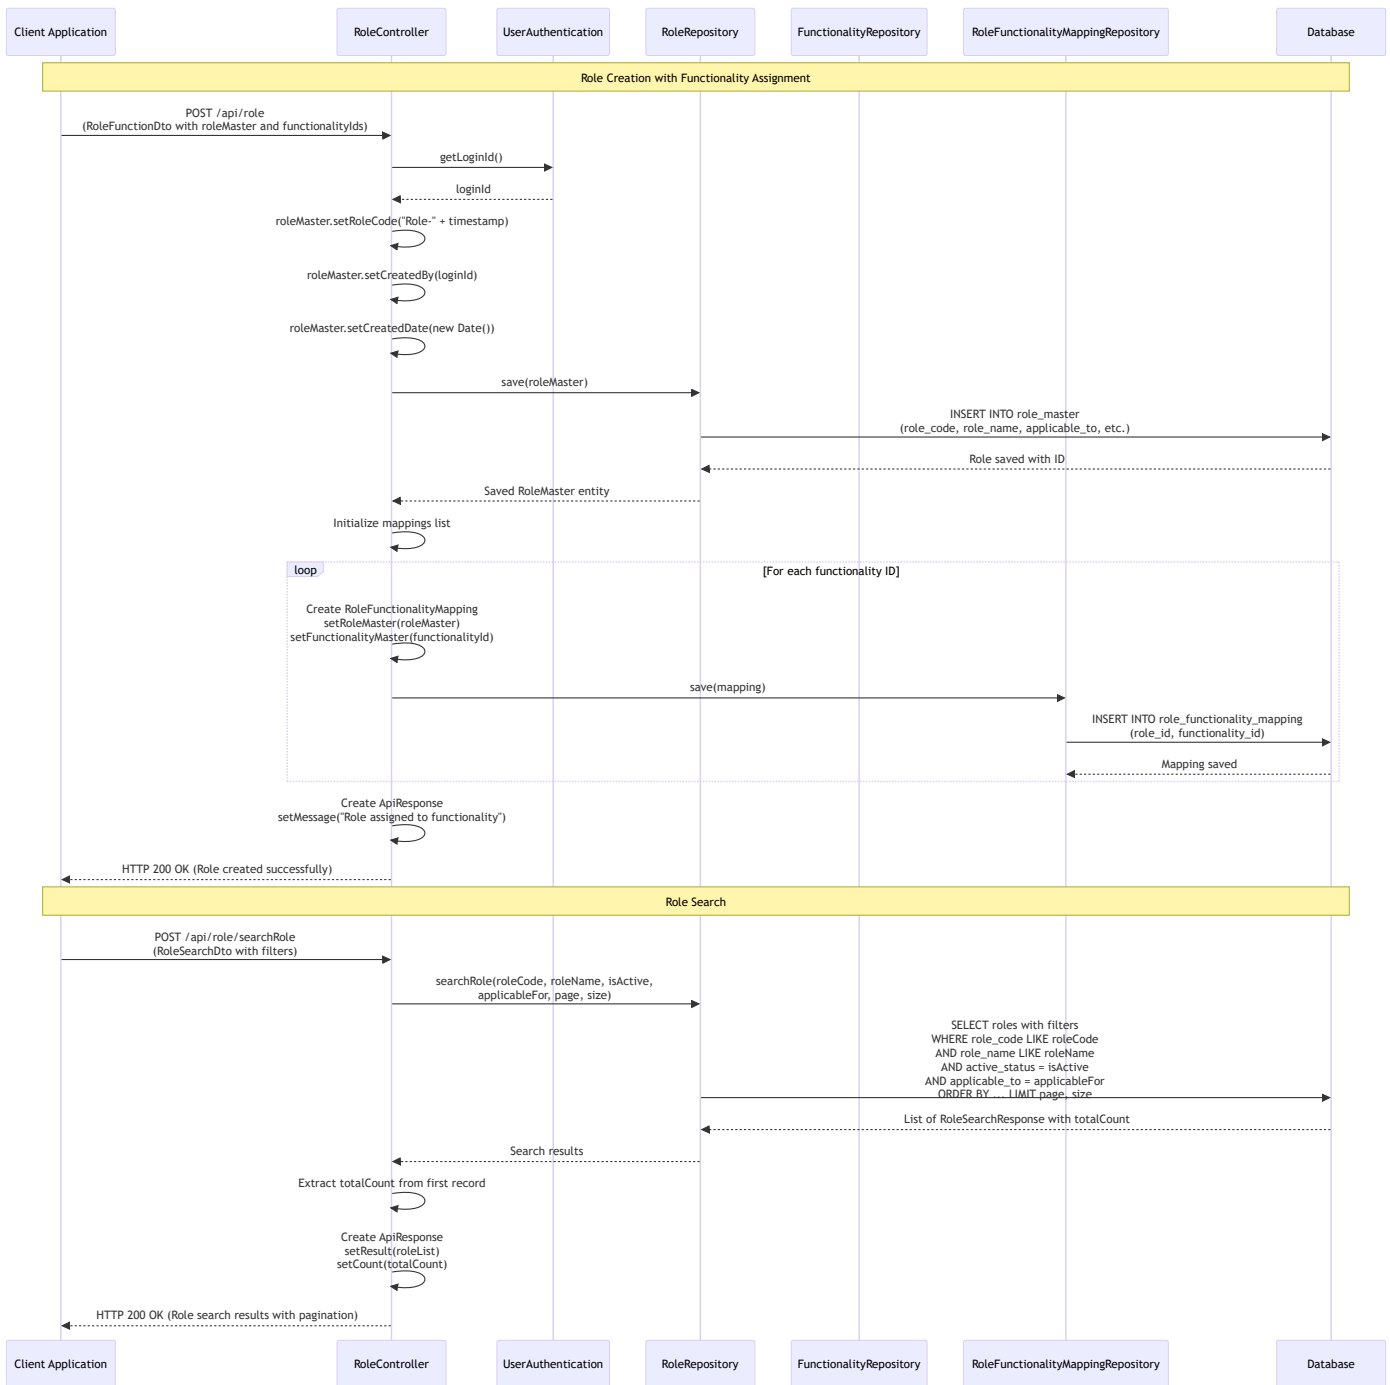 Client Application
RoleController
UserAuthentication
RoleRepository
FunctionalityRepository
RoleFunctionalityMappingRepository
Database
Role Creation with Functionality Assignment
POST /api/role
(RoleFunctionDto with roleMaster and functionalityIds)
getLoginId()
loginId
roleMaster.setRoleCode("Role-" + timestamp)
roleMaster.setCreatedBy(loginId)
roleMaster.setCreatedDate(new Date())
save(roleMaster)
INSERT INTO role_master
(role_code, role_name, applicable_to, etc.)
Role saved with ID
Saved RoleMaster entity
Initialize mappings list
loop
[For each functionality ID]
Create RoleFunctionalityMapping
setRoleMaster(roleMaster)
setFunctionalityMaster(functionalityId)
save(mapping)
INSERT INTO role_functionality_mapping
(role_id, functionality_id)
Mapping saved
Create ApiResponse
setMessage("Role assigned to functionality")
HTTP 200 OK (Role created successfully)
Role Search
POST /api/role/searchRole
(RoleSearchDto with filters)
searchRole(roleCode, roleName, isActive,
applicableFor, page, size)
SELECT roles with filters
WHERE role_code LIKE roleCode
AND role_name LIKE roleName
AND active_status = isActive
AND applicable_to = applicableFor
ORDER BY ... LIMIT page, size
List of RoleSearchResponse with totalCount
Search results
Extract totalCount from first record
Create ApiResponse
setResult(roleList)
setCount(totalCount)
HTTP 200 OK (Role search results with pagination)
Client Application
RoleController
UserAuthentication
RoleRepository
FunctionalityRepository
RoleFunctionalityMappingRepository
Database